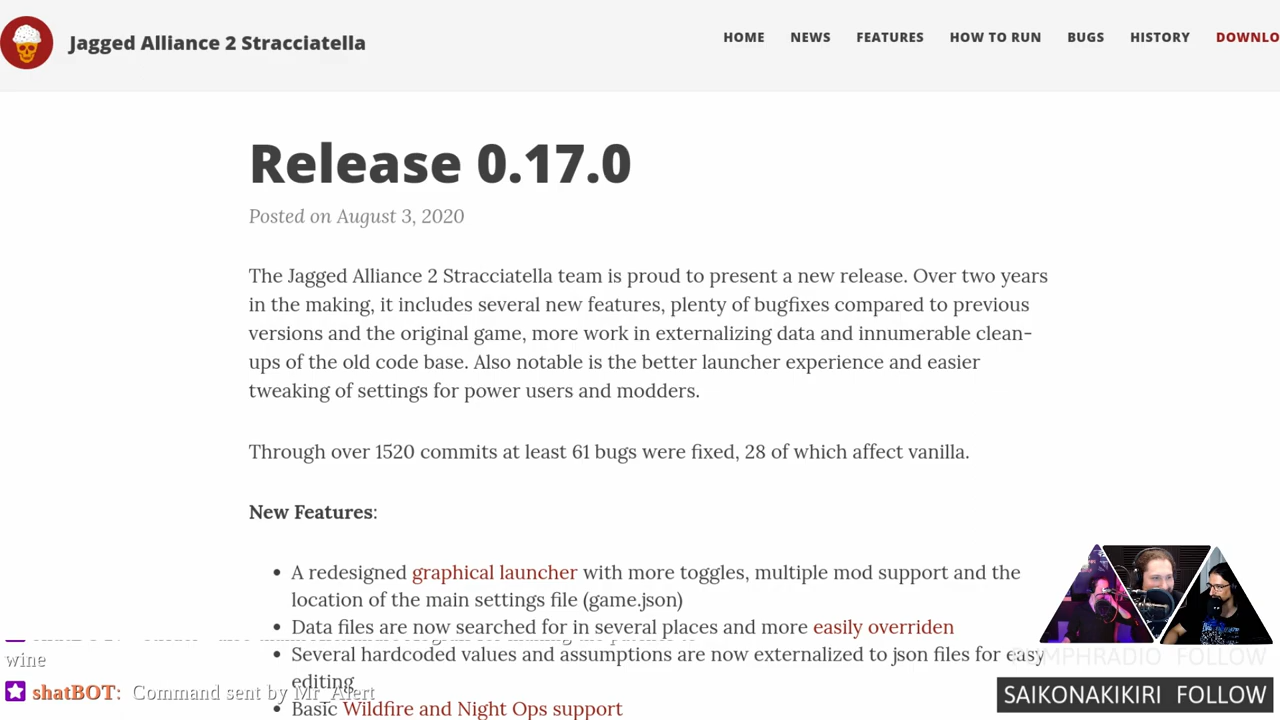 Jagged Alliance 2 Stracciatella
HOME NEWS FEATURES HOW TO RUN BUGS HISTORY DOWNLO
Release 0.17.0
Posted on August 3, 2020
The Jagged Alliance 2 Stracciatella team is proud to present a new release. Over two years
in the making, it includes several new features, plenty of bugfixes compared to previous
versions and the original game, more work in externalizing data and innumerable clean-
ups of the old code base. Also notable is the better launcher experience and easier
tweaking of settings for power users and modders.
Through over 1520 commits at least 61 bugs were fixed, 28 of which affect vanilla.
New Features:
• A redesigned graphical launcher with more toggles, multiple mod support and the
location of the main settings file (game.json)
• Data files are now searched for in several places and more easily overriden
• Several hardcoded values and assumptions are now externalized to json files for easy
editing
• Basic Wildfire and Night Ops support
wine
shatBOT: Command sent by Mr_Alert
FOLLOW
SAIKONAKIKIRI FOLLOW